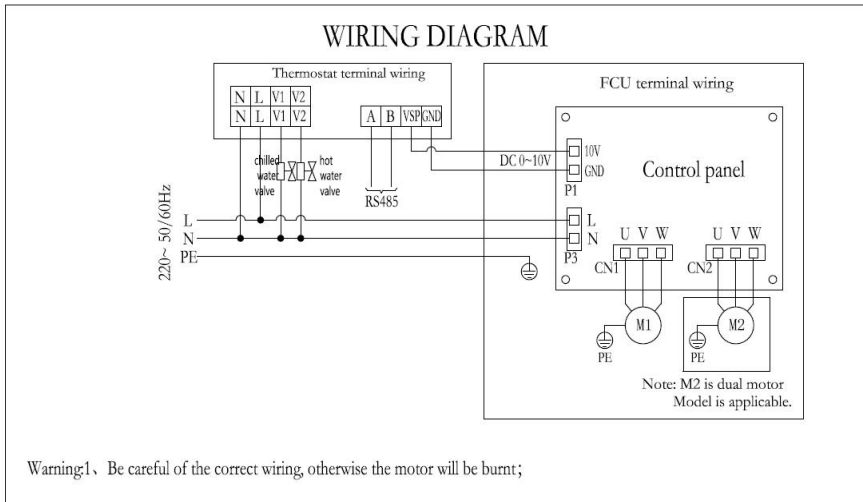 WIRING DIAGRAM
Thermostat terminal wiring
N L V1 V2
N L V1 V2
A B VSP GND
FCU terminal wiring
chilled
water
valve
hot
water
valve
RS485
DC 0~10V
10V
GND
P1
Control panel
220~ 50/60Hz
L
N
PE
L
N
P3
U V W
CN1
U V W
CN2
M1
PE
M2
PE
Note: M2 is dual motor
Model is applicable.
Warning:1、Be careful of the correct wiring, otherwise the motor will be burnt;